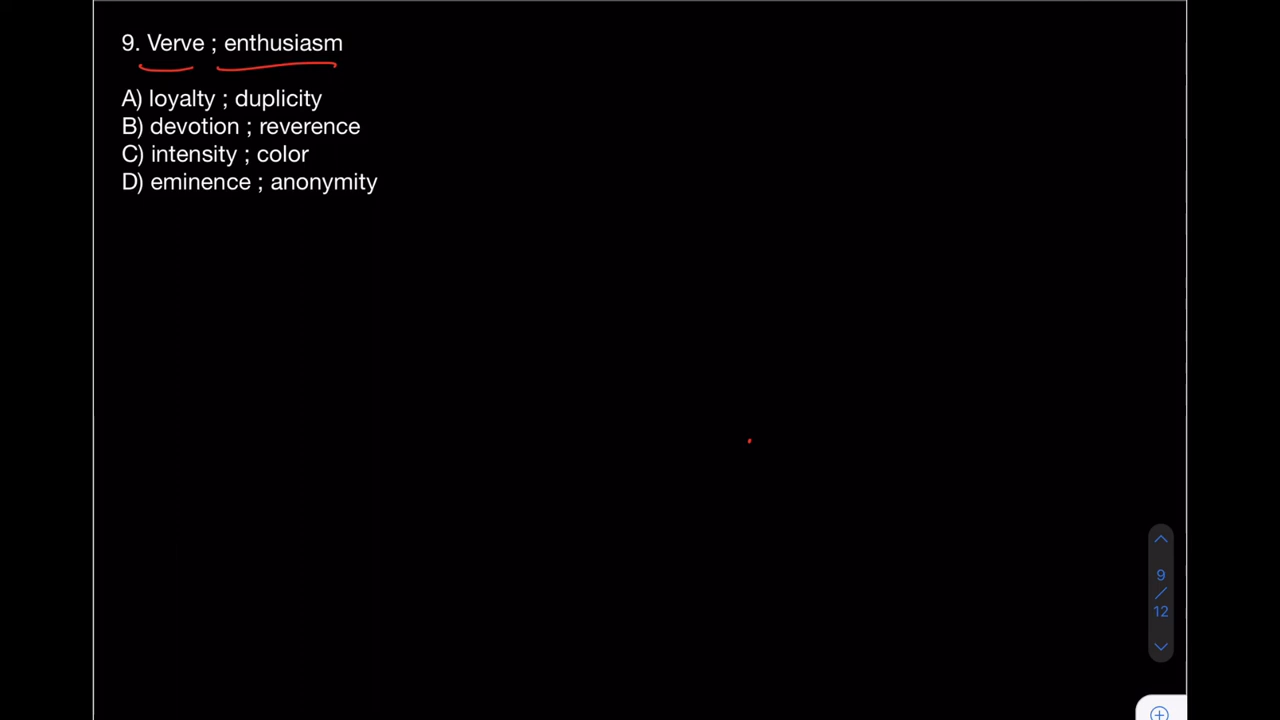 9. Verve ; enthusiasm
A) loyalty ; duplicity
B) devotion ; reverence
C) intensity ; color
D) eminence ; anonymity
9
/
12